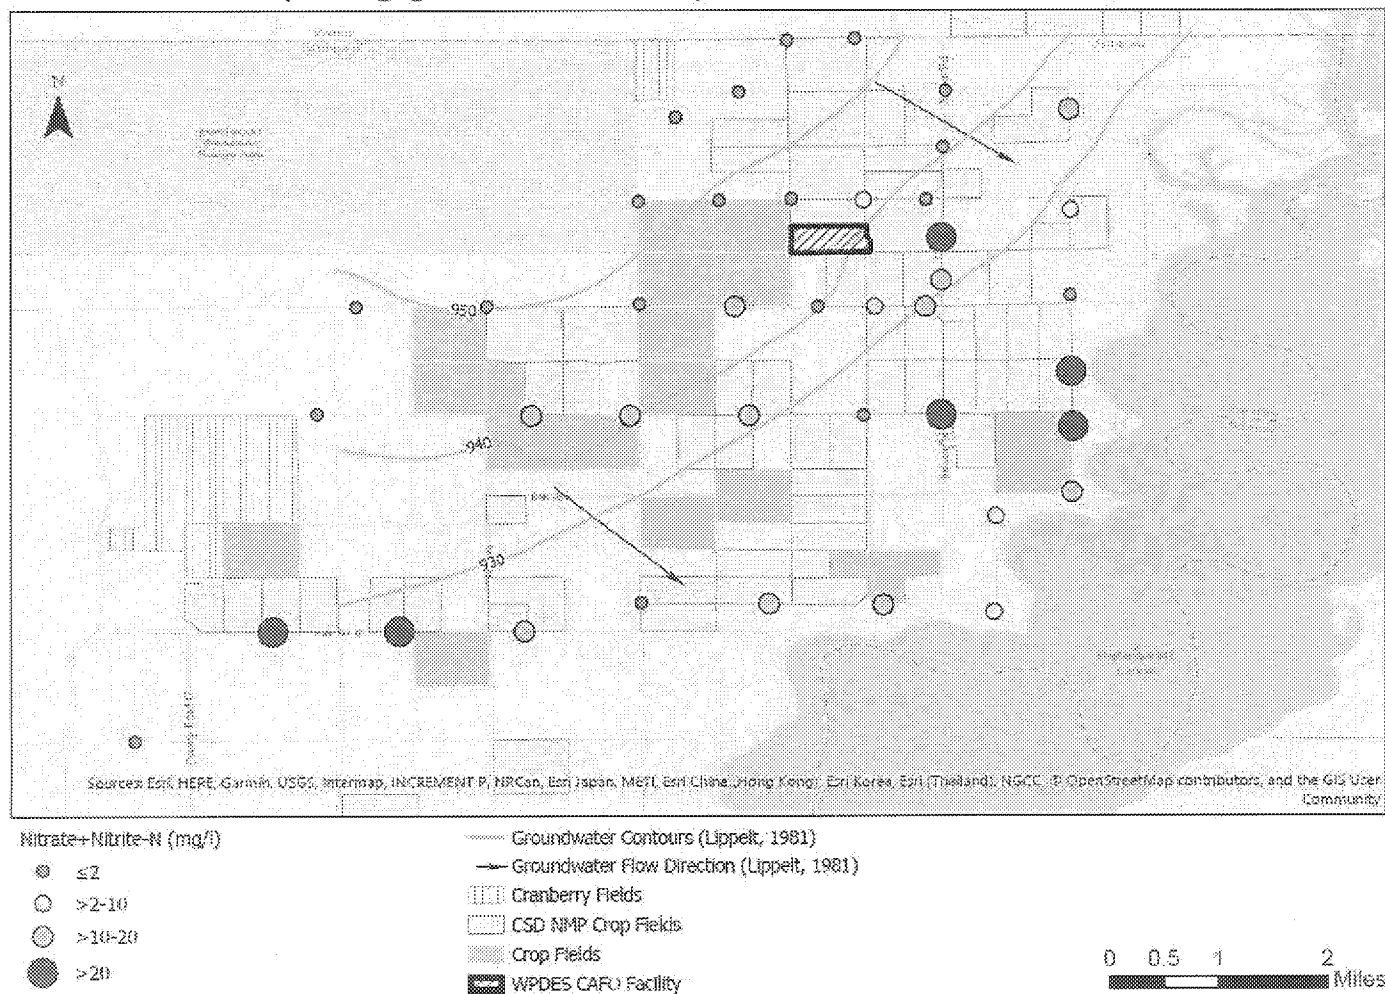 N
950
940
930
Sources: Esri, HERE, Garmin, USGS, Intermap, INCREMENT P, NRCan, Esri Japan, METI, Esri China (Hong Kong), Esri Korea, Esri (Thailand), NGCC, © OpenStreetMap contributors, and the GIS User
Community
Nitrate+Nitrite-N (mg/l)
≤2
>2-10
>10-20
>20
Groundwater Contours (Lippelt, 1981)
Groundwater Flow Direction (Lippelt, 1981)
Cranberry Fields
CSD NMP Crop Fields
Crop Fields
WPDES CAFO Facility
0 0.5 1 2
Miles